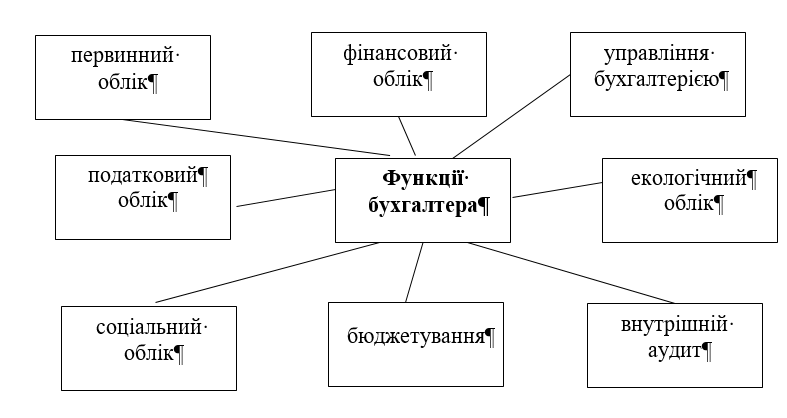 первинний·
облік¶
фінансовий·
облік¶
управління·
бухгалтерією¶
податковий¶
облік¶
Функції·
бухгалтера¶
екологічний¶
облік¶
соціальний·
облік¶
бюджетування¶
внутрішній·
аудит¶